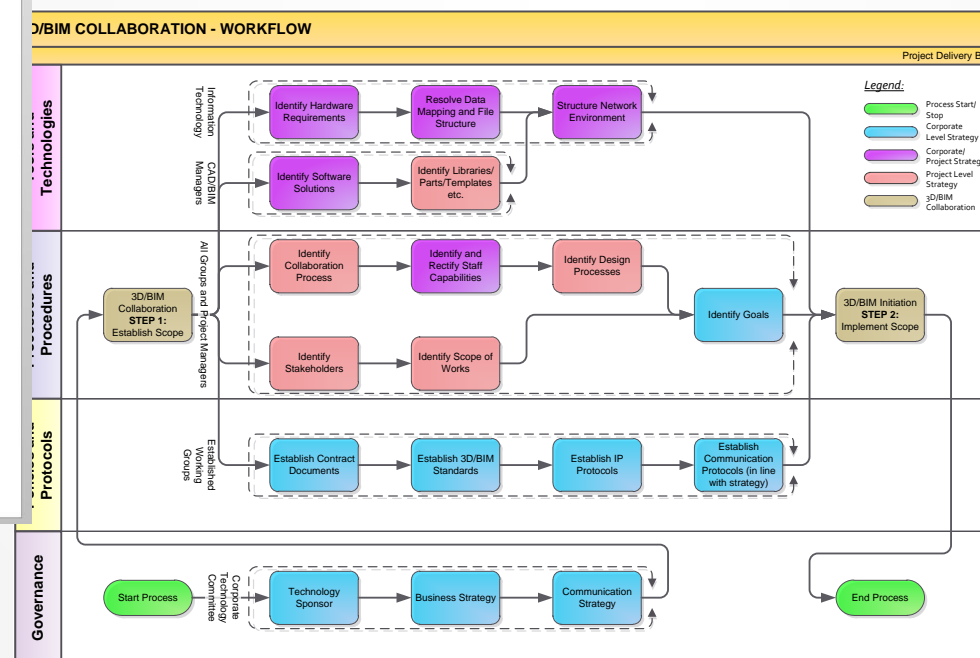 D/BIM COLLABORATION - WORKFLOW
Project Delivery B
Technologies
Information
Technology
Identify Hardware
Requirements
Resolve Data
Mapping and File
Structure
Structure Network
Environment
CAD/BIM
Managers
Identify Software
Solutions
Identify Libraries/
Parts/Templates
etc.
Legend:
Process Start/
Stop
Corporate
Level Strategy
Corporate/
Project Strateg
Project Level
Strategy
3D/BIM
Collaboration
Procedures
3D/BIM
Collaboration
STEP 1:
Establish Scope
All Groups and Project Managers
Identify
Collaboration
Process
Identify and
Rectify Staff
Capabilities
Identify Design
Processes
Identify Goals
3D/BIM Initiation
STEP 2:
Implement Scope
Identify
Stakeholders
Identify Scope of
Works
Protocols
Established
Working
Groups
Establish Contract
Documents
Establish 3D/BIM
Standards
Establish IP
Protocols
Establish
Communication
Protocols (in line
with strategy)
Governance
Start Process
Corporate
Technology
Committee
Technology
Sponsor
Business Strategy
Communication
Strategy
End Process